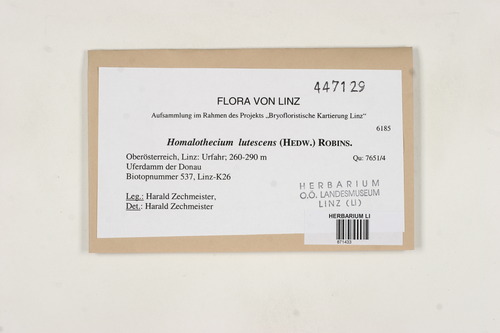 447129
FLORA VON LINZ
Aufsammlung im Rahmen des Projekts „Bryofloristische Kartierung Linz“
6185
Homalothecium lutescens (HEDW.) ROBINS.
Oberösterreich, Linz: Urfahr; 260-290 m
Qu: 7651/4
Uferdamm der Donau
Biotopnummer 537, Linz-K26
Leg.: Harald Zechmeister,
Det.: Harald Zechmeister
HERBARIUM
O.Ö. LANDESMUSEUM
LINZ (LI)
HERBARIUM LI
871433